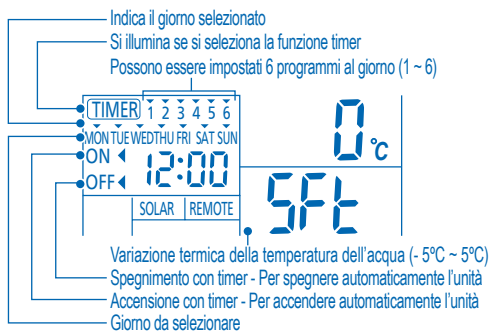 Indica il giorno selezionato
Si illumina se si seleziona la funzione timer
Possono essere impostati 6 programmi al giorno (1 ~ 6)
TIMER 1 2 3 4 5 6
MON TUE WED THU FRI SAT SUN
ON
OFF
12:00
SOLAR REMOTE
0°C
SFt
Variazione termica della temperatura dell'acqua (- 5ºC ~ 5ºC)
Spegnimento con timer - Per spegnere automaticamente l'unità
Accensione con timer - Per accendere automaticamente l'unità
Giorno da selezionare